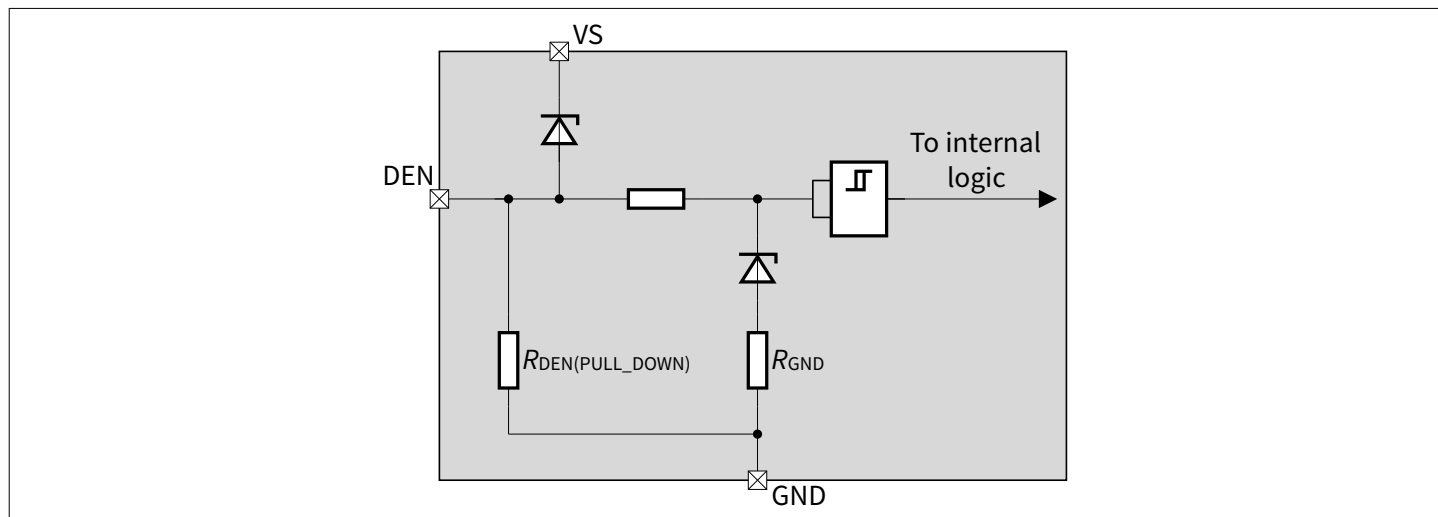 VS
DEN
To internal
logic
RDEN(PULL_DOWN)
RGND
GND